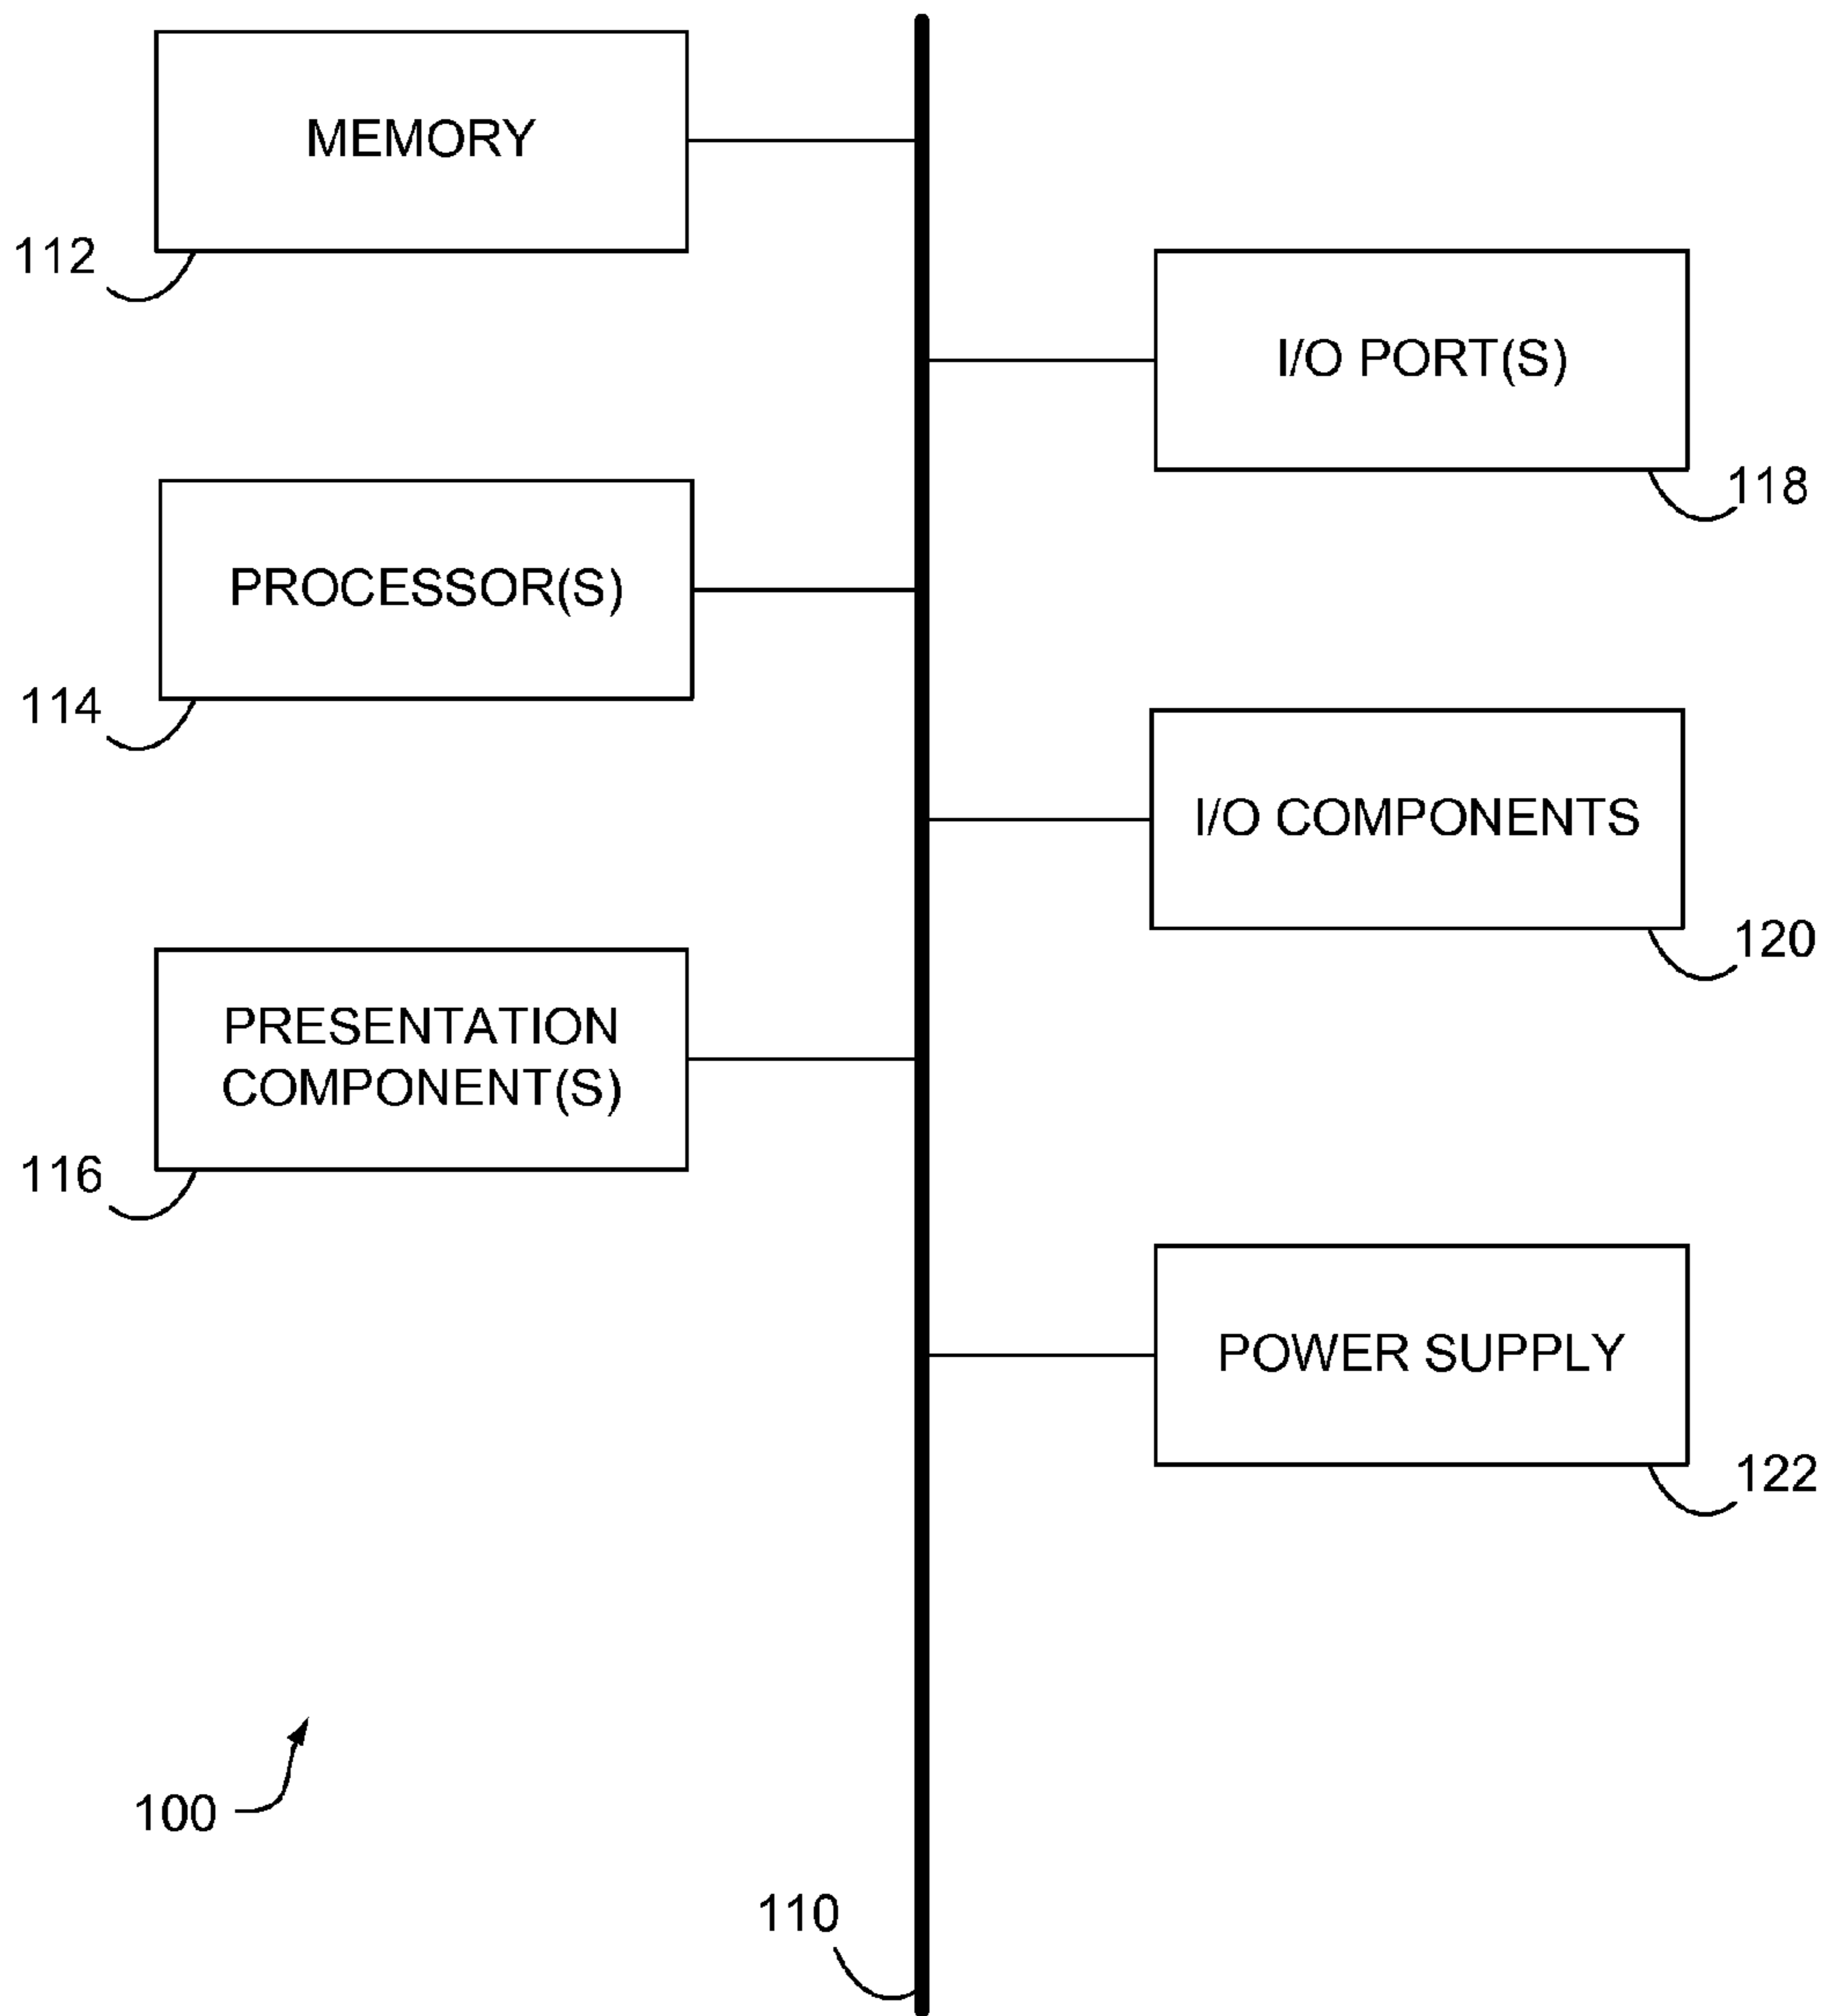 MEMORY
112
I/O PORT(S)
118
PROCESSOR(S)
114
I/O COMPONENTS
120
PRESENTATION
COMPONENT(S)
116
POWER SUPPLY
122
100
110